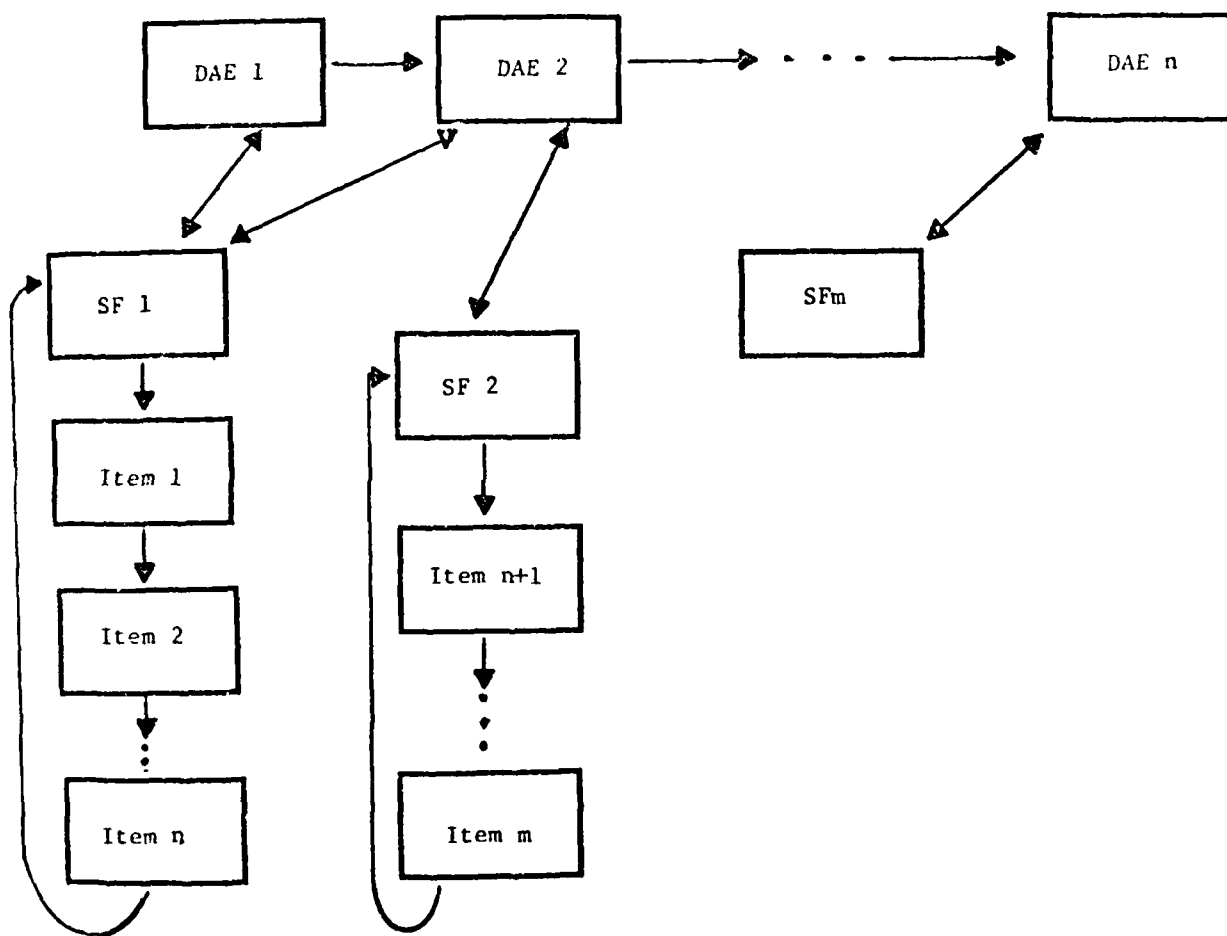 DAE 1
DAE 2
DAE n
SF 1
SFm
SF 2
Item 1
Item n+1
Item 2
Item n
Item m